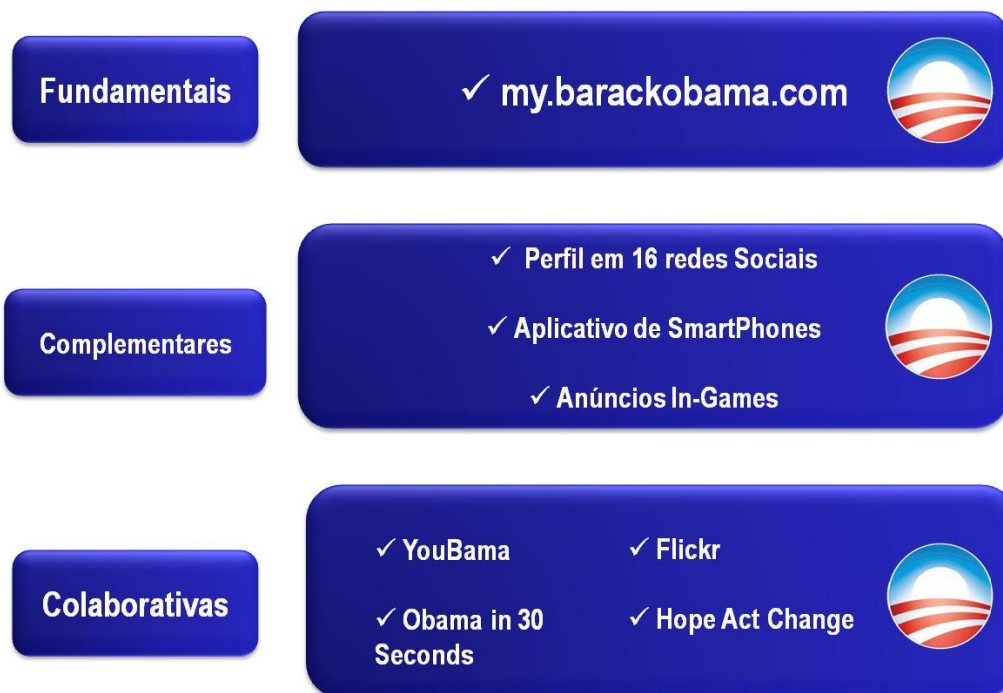 Fundamentais
✓ my.barackobama.com
Complementares
✓ Perfil em 16 redes Sociais
✓ Aplicativo de SmartPhones
✓ Anúncios In-Games
Colaborativas
✓ YouBama
✓ Flickr
✓ Obama in 30
Seconds
✓ Hope Act Change